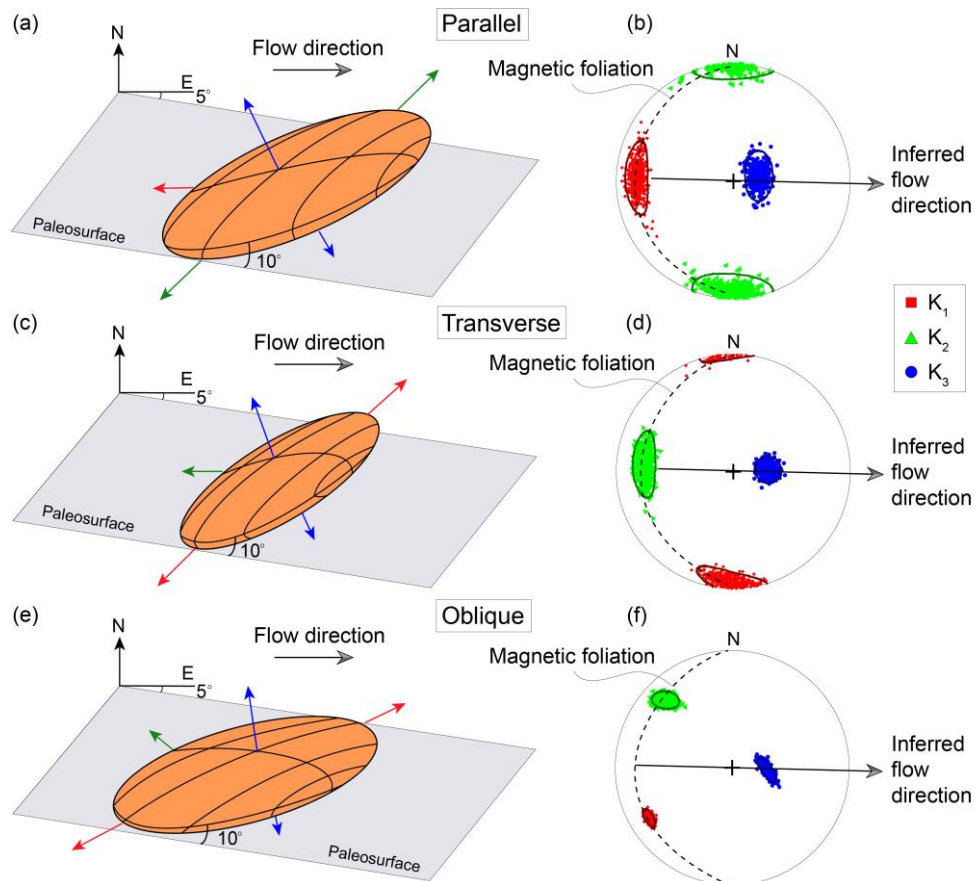 (a)
N
E
5°
Flow direction
Parallel
Paleosurface
10°
(b)
N
Magnetic foliation
Inferred
flow
direction
K1
K2
K3
(c)
N
E
5°
Flow direction
Transverse
Paleosurface
10°
(d)
N
Magnetic foliation
Inferred
flow
direction
(e)
N
E
5°
Flow direction
Oblique
10°
Paleosurface
(f)
N
Magnetic foliation
Inferred
flow
direction